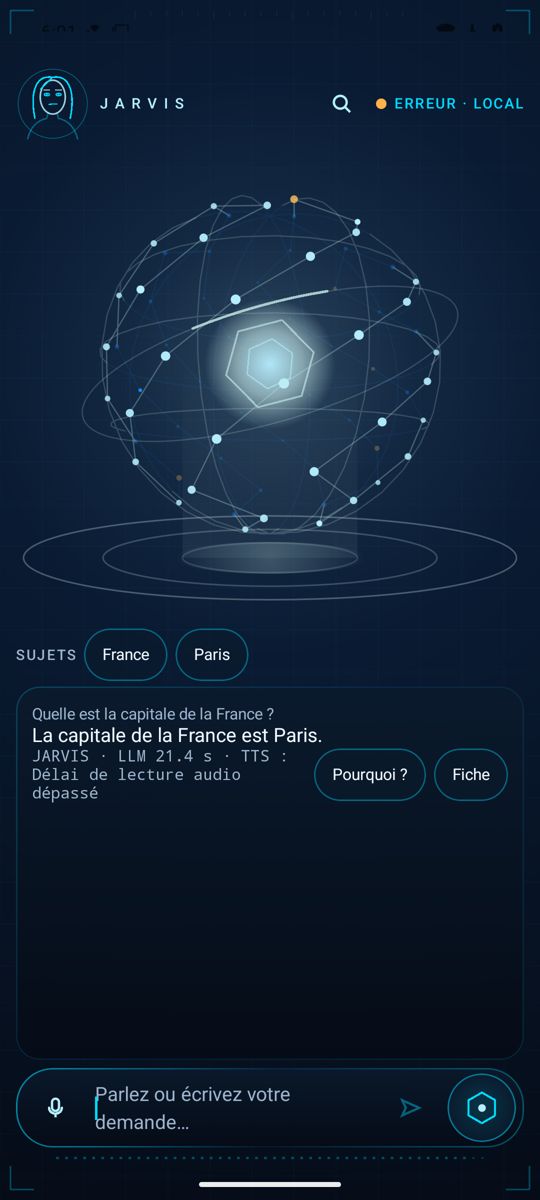 JARVIS
ERREUR · LOCAL
SUJETS
France
Paris
Quelle est la capitale de la France ?
La capitale de la France est Paris.
JARVIS · LLM 21.4 s · TTS :
Délai de lecture audio
dépassé
Pourquoi ?
Fiche
Parlez ou écrivez votre
demande…